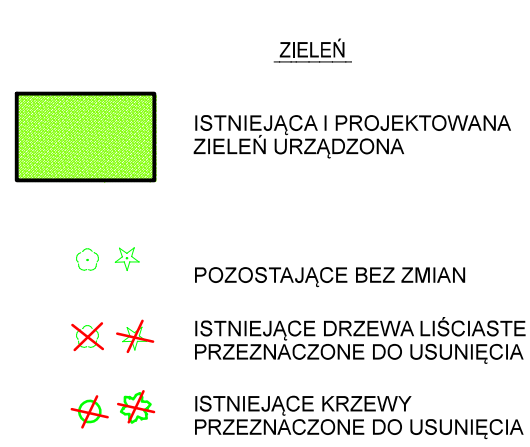 ZIELEŃ
ISTNIEJĄCA I PROJEKTOWANA
ZIELEŃ URZĄDZONA
POZOSTAJĄCE BEZ ZMIAN
ISTNIEJĄCE DRZEWA LIŚCIASTE
PRZEZNACZONE DO USUNIĘCIA
ISTNIEJĄCE KRZEWY
PRZEZNACZONE DO USUNIĘCIA